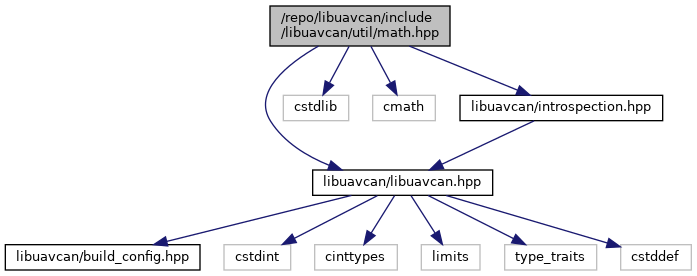 /repo/libuavcan/include
/libuavcan/util/math.hpp
cstdlib
cmath
libuavcan/introspection.hpp
libuavcan/libuavcan.hpp
libuavcan/build_config.hpp
cstdint
cinttypes
limits
type_traits
cstddef